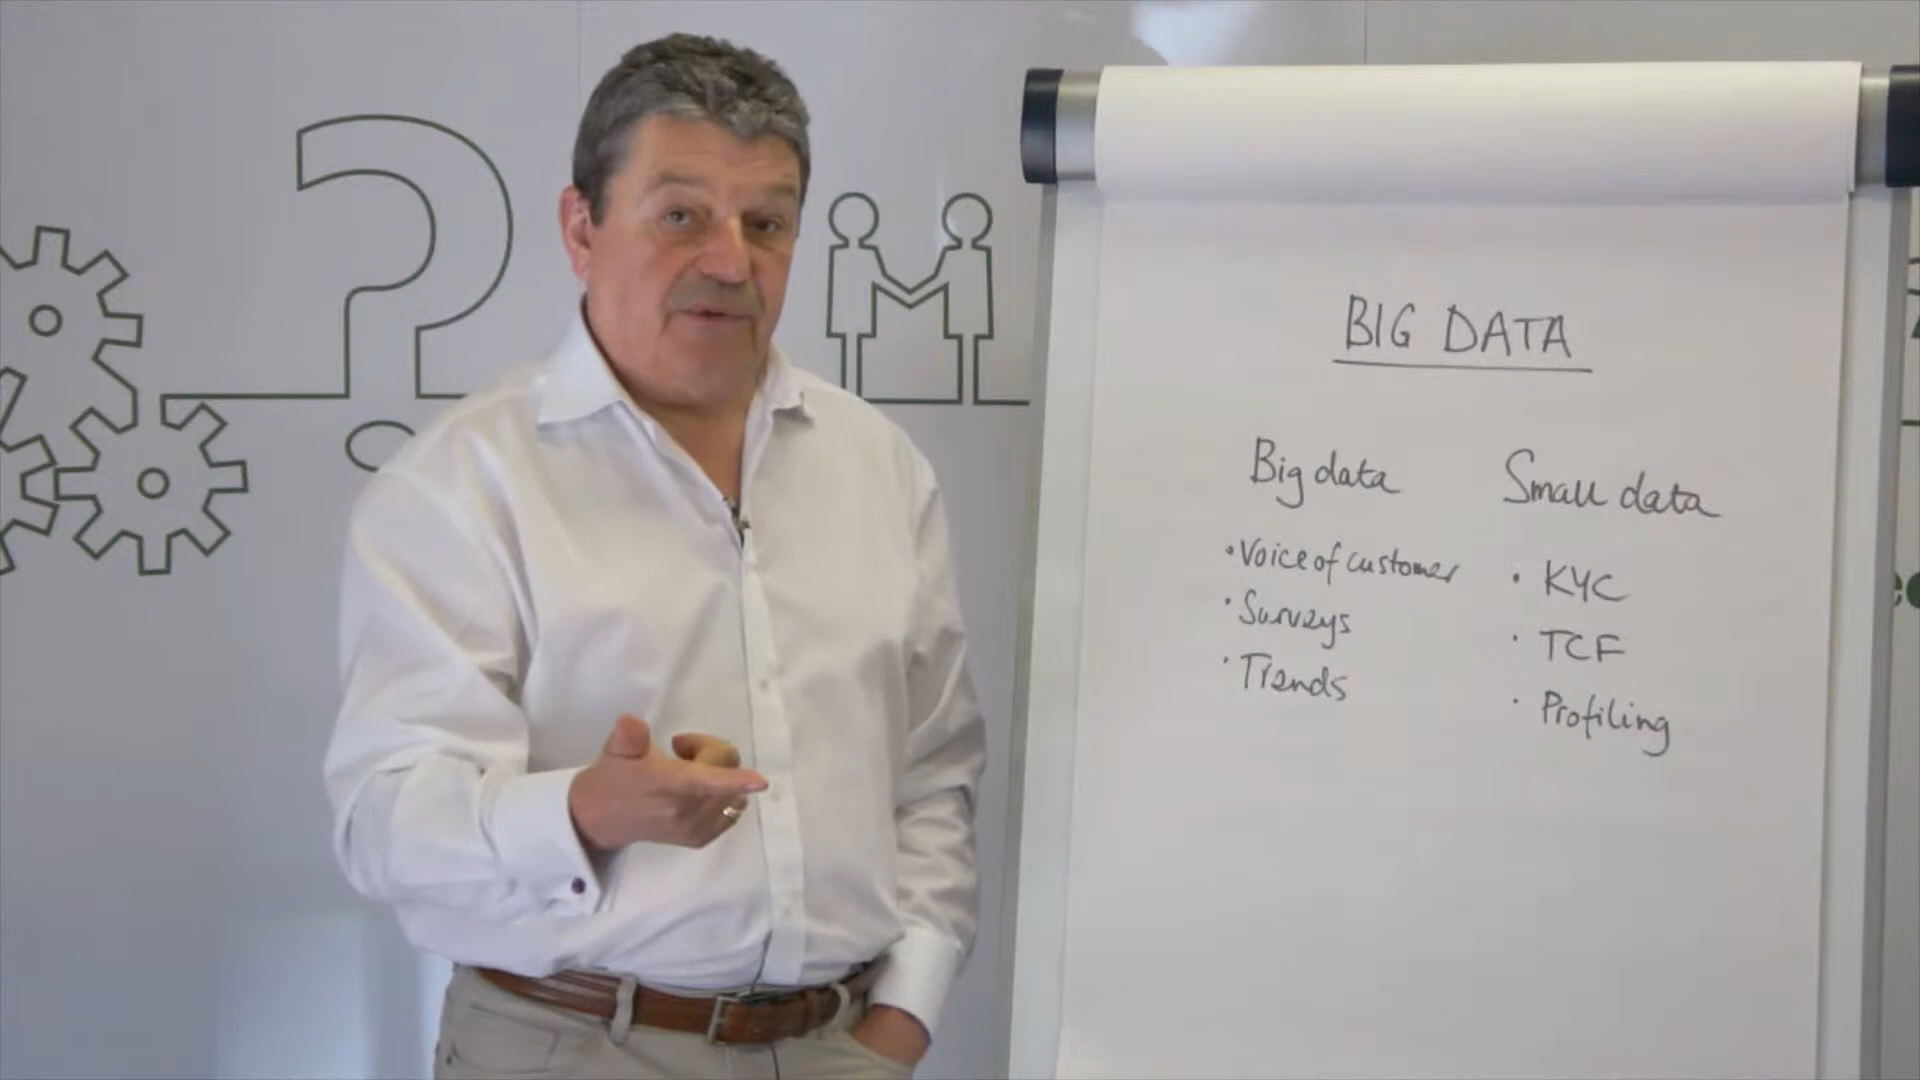 BIG DATA
Big data
• Voice of customer
• Surveys
• Trends
Small data
• KYC
• TCF
• Profiling